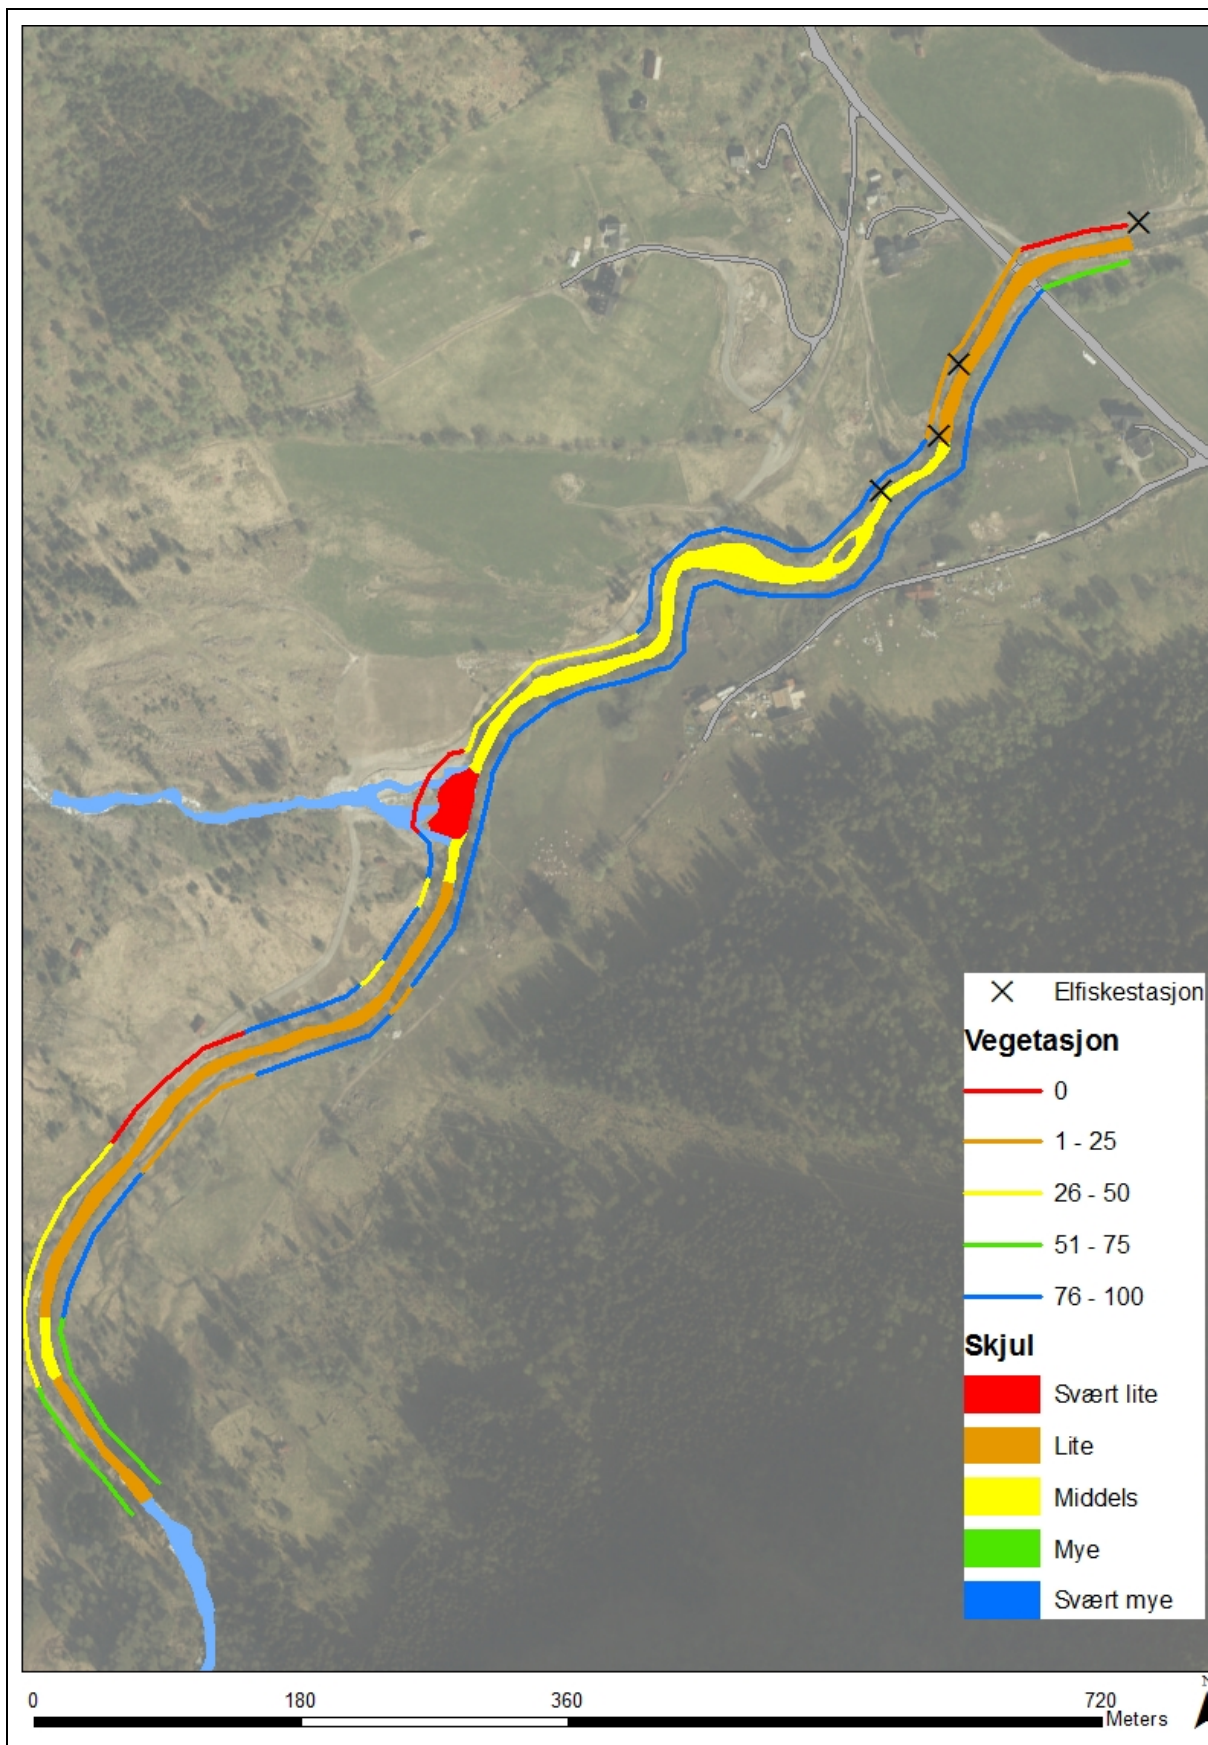 Elfiskestasjon
Vegetasjon
0
1 - 25
26 - 50
51 - 75
76 - 100
Skjul
Svært lite
Lite
Middels
Mye
Svært mye
0 180 360 720
Meters
N